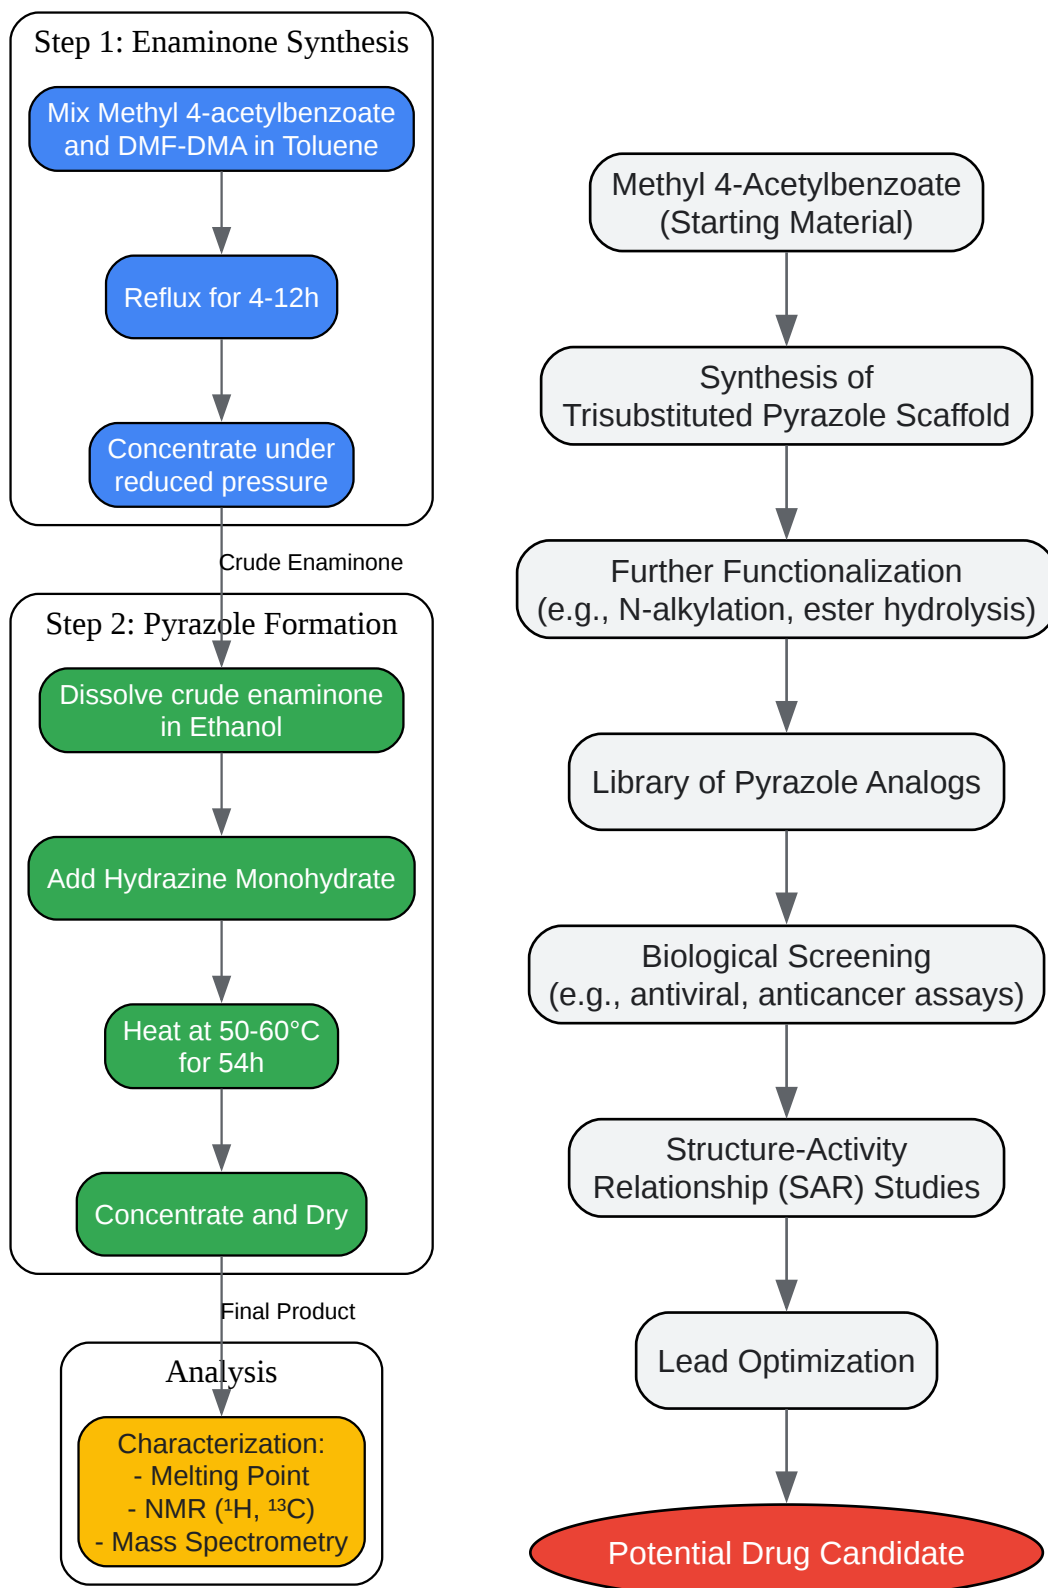 Step 1: Enaminone Synthesis
Mix Methyl 4-acetylbenzoate
and DMF-DMA in Toluene
Reflux for 4-12h
Concentrate under
reduced pressure
Crude Enaminone
Step 2: Pyrazole Formation
Dissolve crude enaminone
in Ethanol
Add Hydrazine Monohydrate
Heat at 50-60°C
for 54h
Concentrate and Dry
Final Product
Analysis
Characterization:
- Melting Point
- NMR (¹H, ¹³C)
- Mass Spectrometry
Methyl 4-Acetylbenzoate
(Starting Material)
Synthesis of
Trisubstituted Pyrazole Scaffold
Further Functionalization
(e.g., N-alkylation, ester hydrolysis)
Library of Pyrazole Analogs
Biological Screening
(e.g., antiviral, anticancer assays)
Structure-Activity
Relationship (SAR) Studies
Lead Optimization
Potential Drug Candidate